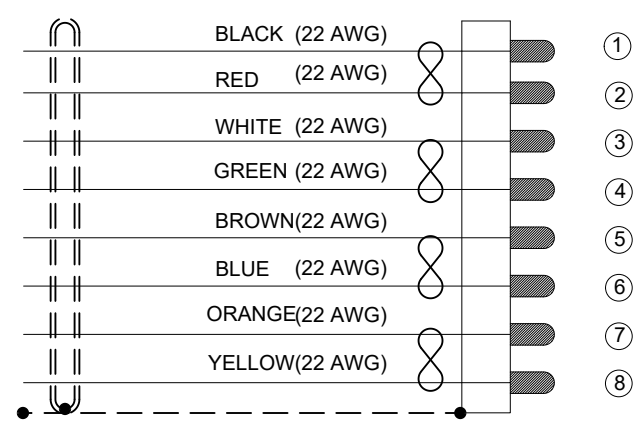 BLACK (22 AWG) 1
RED (22 AWG) 2
WHITE (22 AWG) 3
GREEN (22 AWG) 4
BROWN(22 AWG) 5
BLUE (22 AWG) 6
ORANGE(22 AWG) 7
YELLOW(22 AWG) 8